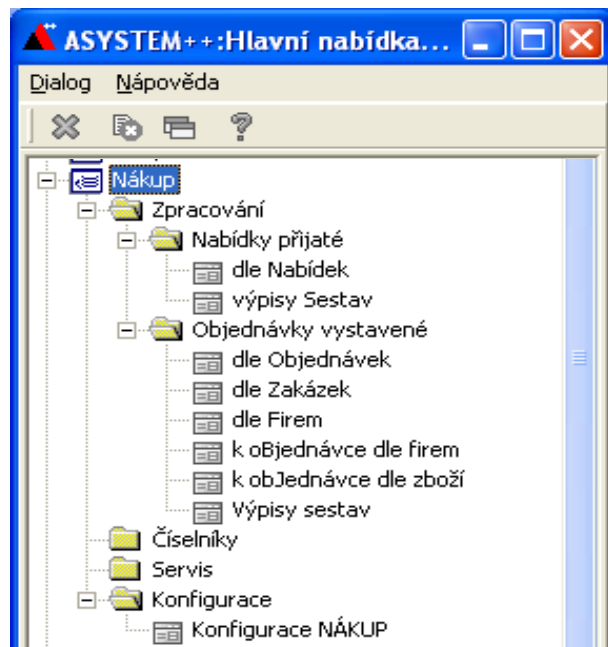 ASYSTEM++:Hlavní nabídka...
Dialog Nápověda
Nákup
Zpracování
Nabídky přijaté
dle Nabídek
výpisy Sestav
Objednávky vystavené
dle Objednávek
dle Zakázek
dle Firem
k oBjednávce dle firem
k obJednávce dle zboží
Výpisy sestav
Číselníky
Servis
Konfigurace
Konfigurace NÁKUP